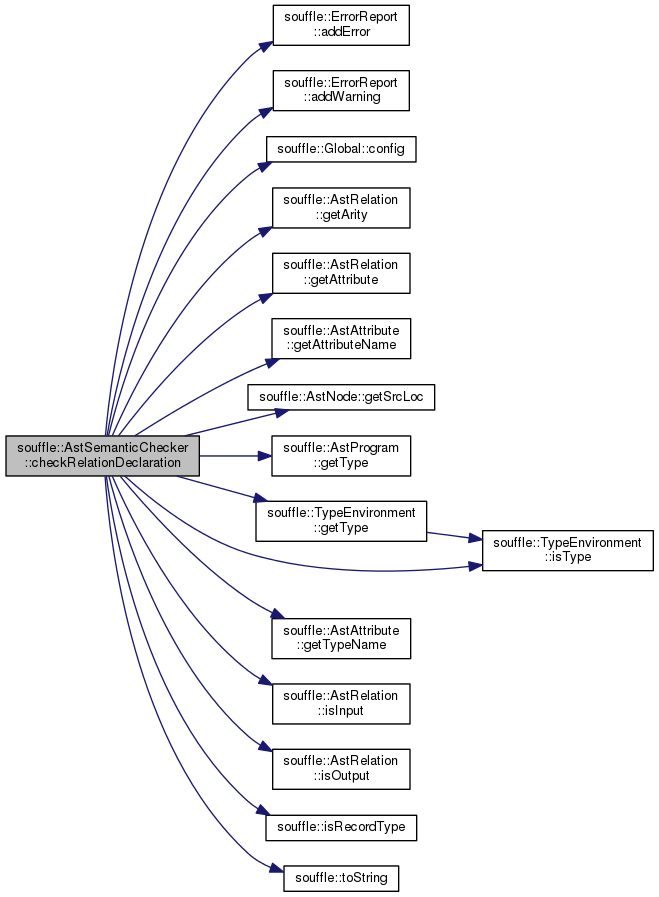 souffle::ErrorReport
::addError
souffle::ErrorReport
::addWarning
souffle::Global::config
souffle::AstRelation
::getArity
souffle::AstRelation
::getAttribute
souffle::AstAttribute
::getAttributeName
souffle::AstNode::getSrcLoc
souffle::AstSemanticChecker
::checkRelationDeclaration
souffle::AstProgram
::getType
souffle::TypeEnvironment
::getType
souffle::TypeEnvironment
::isType
souffle::AstAttribute
::getTypeName
souffle::AstRelation
::isInput
souffle::AstRelation
::isOutput
souffle::isRecordType
souffle::toString